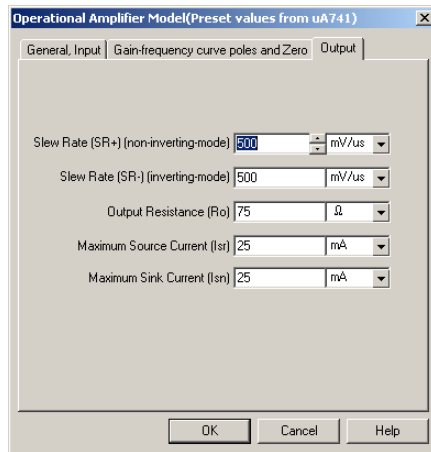 Operational Amplifier Model(Preset values from uA741)
General, Input Gain-frequency curve poles and Zero Output
Slew Rate (SR+) (non-inverting-mode) 500 mV/us
Slew Rate (SR-) (inverting-mode) 500 mV/us
Output Resistance (Ro) 75 Ω
Maximum Source Current (Isr) 25 mA
Maximum Sink Current (Isn) 25 mA
OK Cancel Help